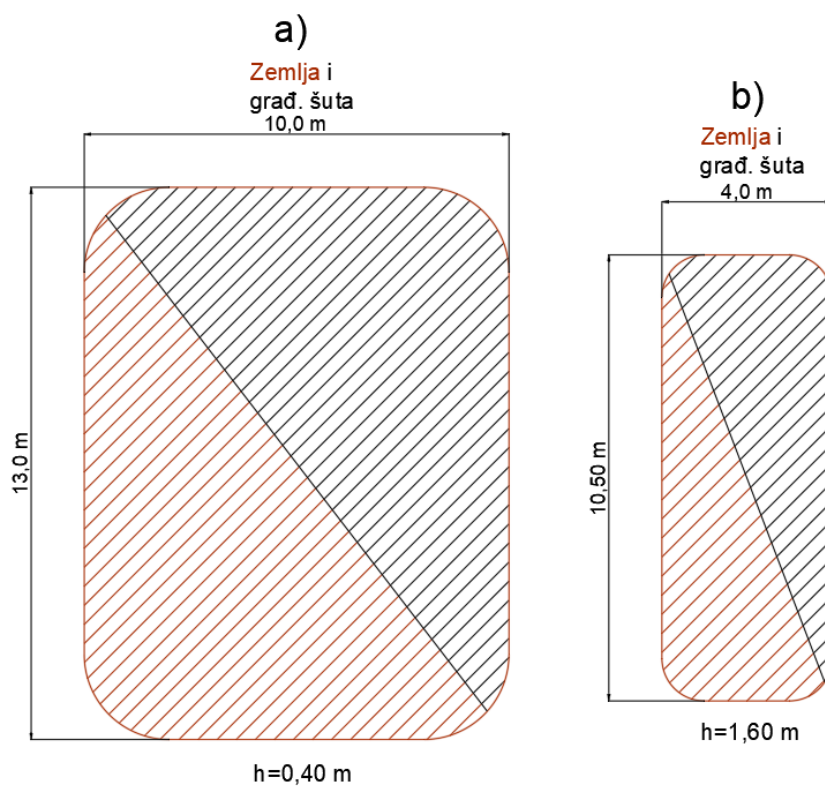 a)
Zemlja i
građ. šuta
10,0 m
13,0 m
h=0,40 m
b)
Zemlja i
građ. šuta
4,0 m
10,50 m
h=1,60 m